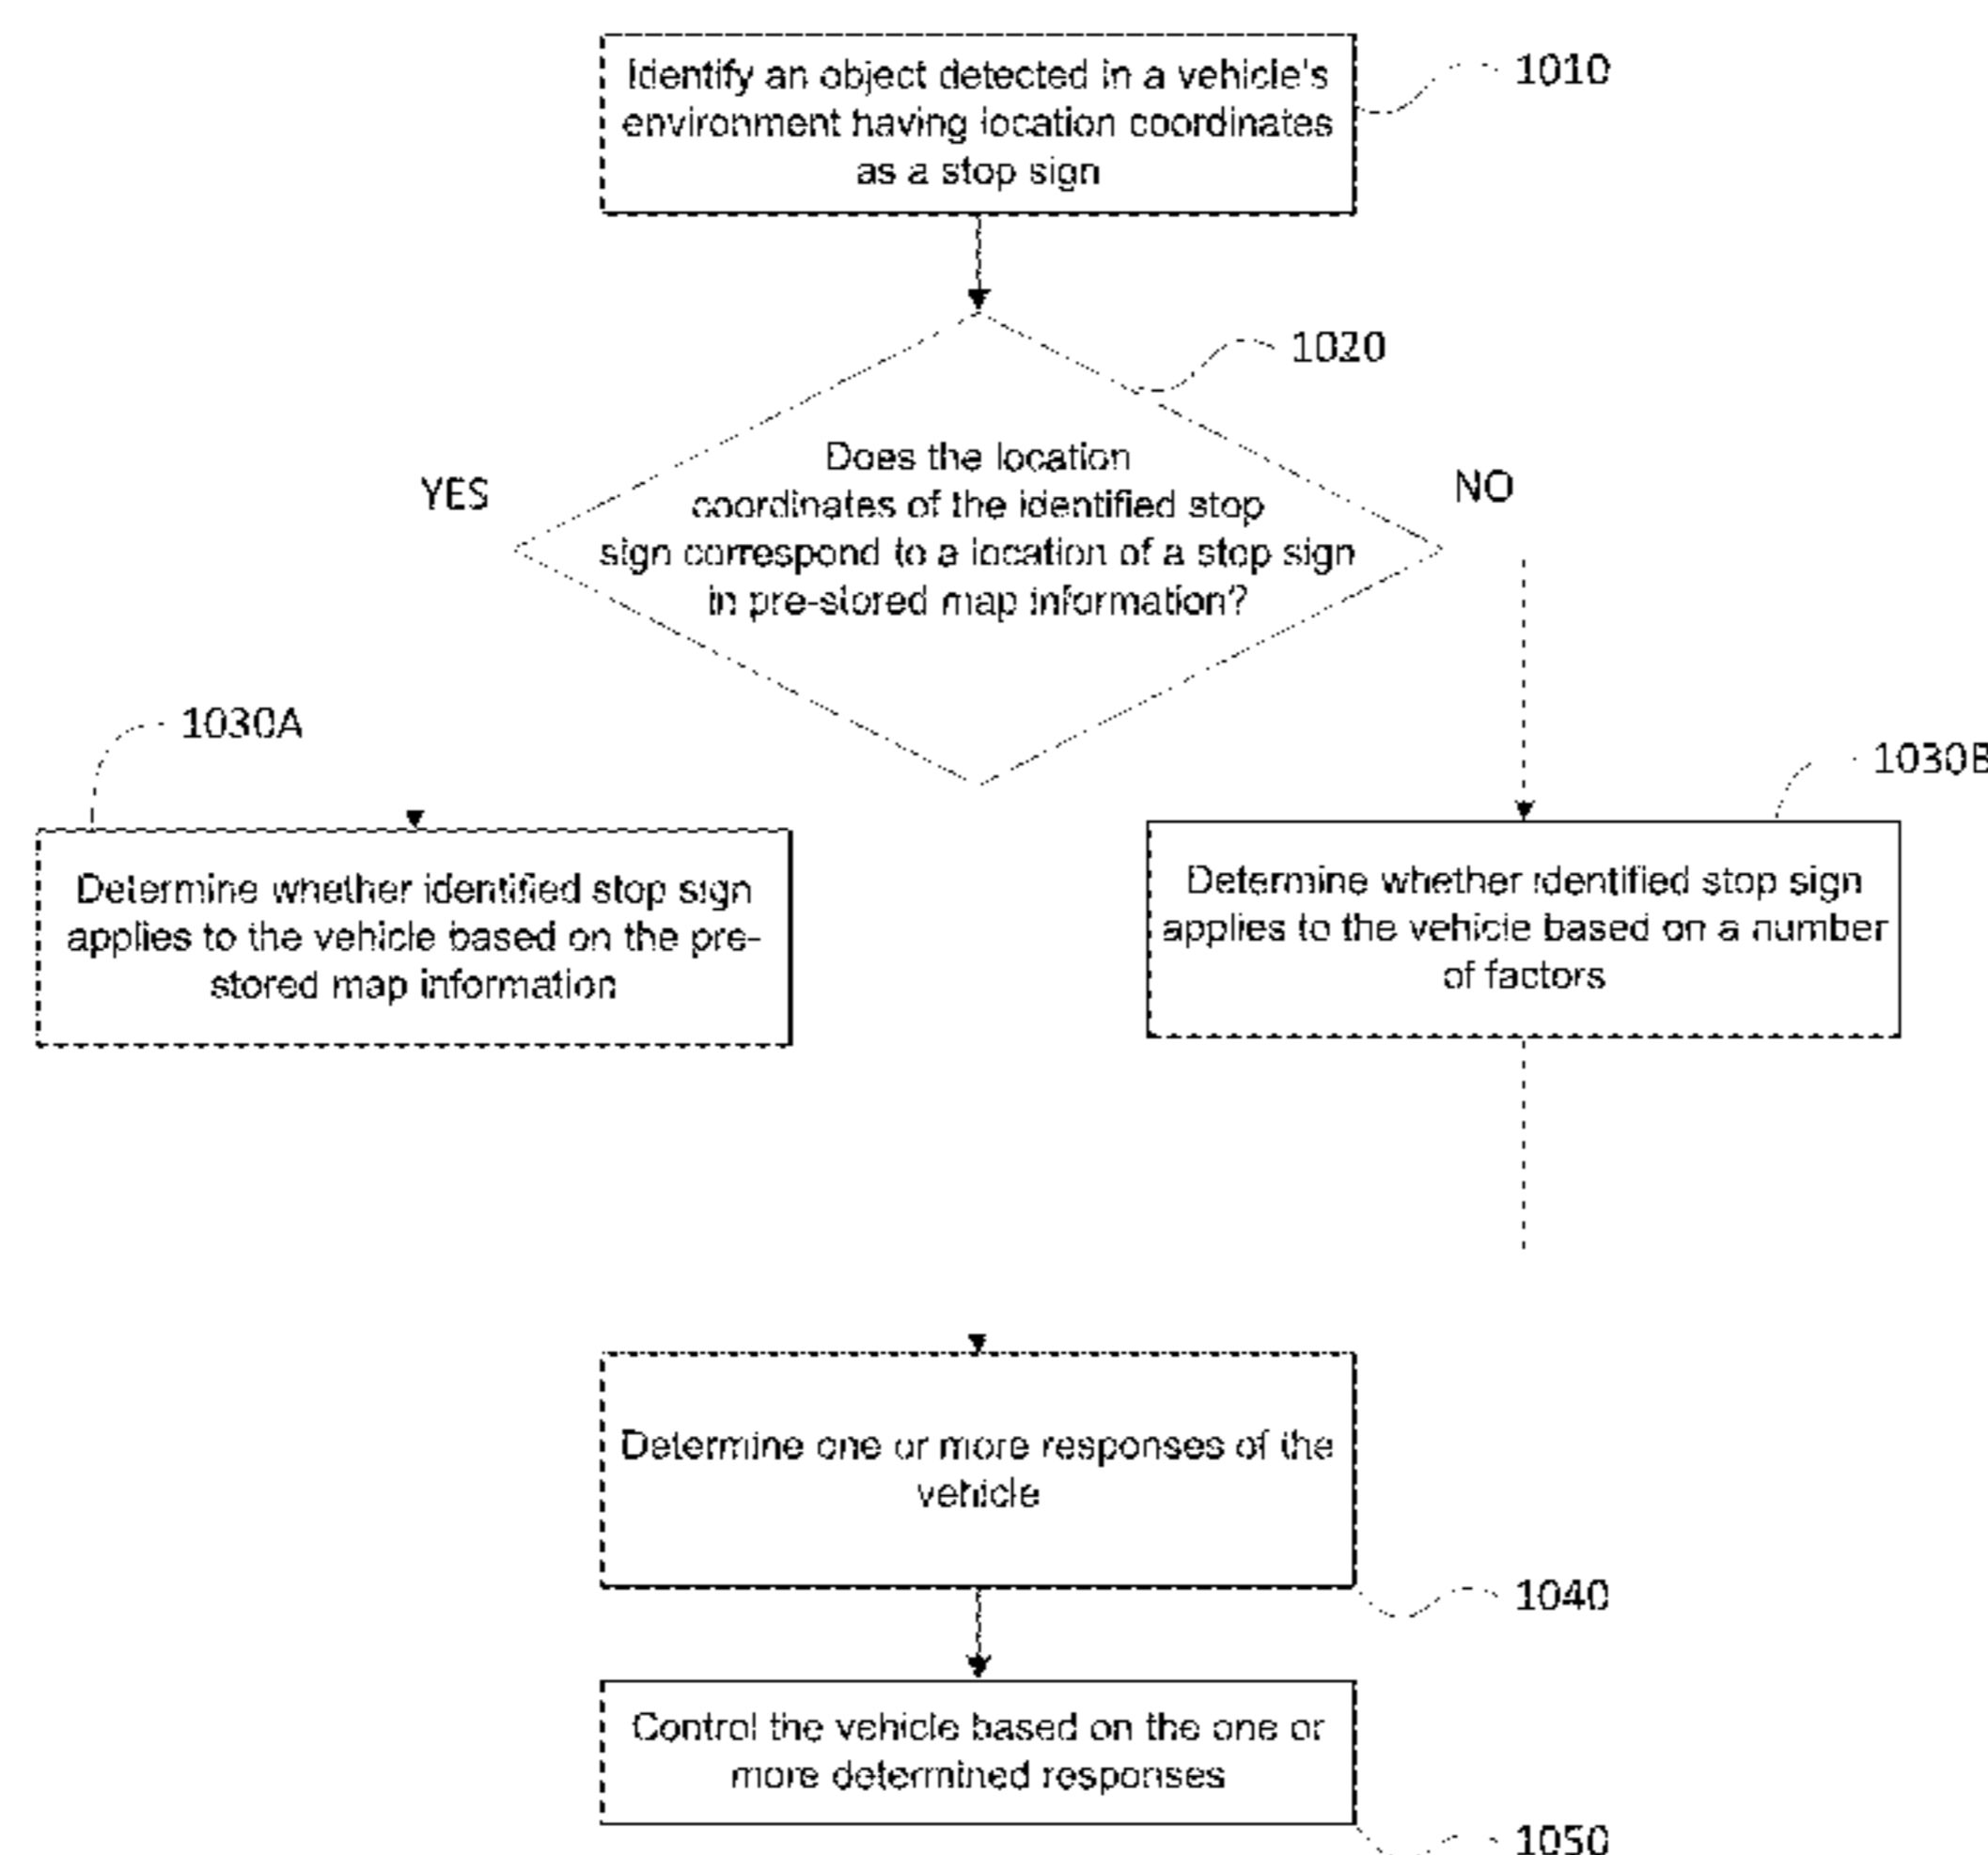 Identify an object detected in a vehicle's
environment having location coordinates
as a stop sign
1010
1020
Does the location
coordinates of the identified stop
sign correspond to a location of a stop sign
in pre-stored map information?
YES
NO
1030A
1030B
Determine whether identified stop sign
applies to the vehicle based on the pre-
stored map information
Determine whether identified stop sign
applies to the vehicle based on a number
of factors
Determine one or more responses of the
vehicle
1040
Control the vehicle based on the one or
more determined responses
1050